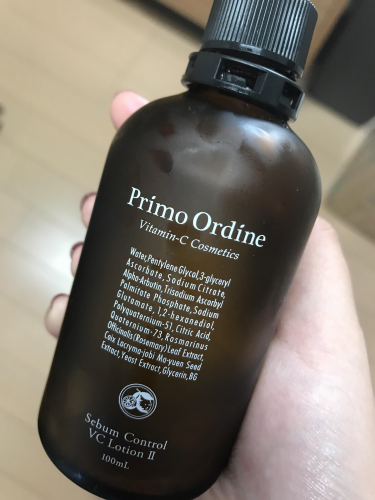 Prímo Ordíne
Vitamin-C Cosmetics
Water,Pentylene Glycol,3-glyceryl
Ascorbate, Sodium Citrate,
Alpha-Arbutin, Trisodium Ascorbyl
Palmitate Phosphate, Sodium
Glutamate, 1,2-hexanediol,
Polyquaternium-51, Citric Acid,
Quaternium-73, Rosmarinus
Officinalis(Rosemary) Leaf Extract,
Coix Lacryma-jobi Ma-yuen Seed
Extract, Yeast Extract, Glycerin, BG
Sebum Control
VC Lotion II
100mL